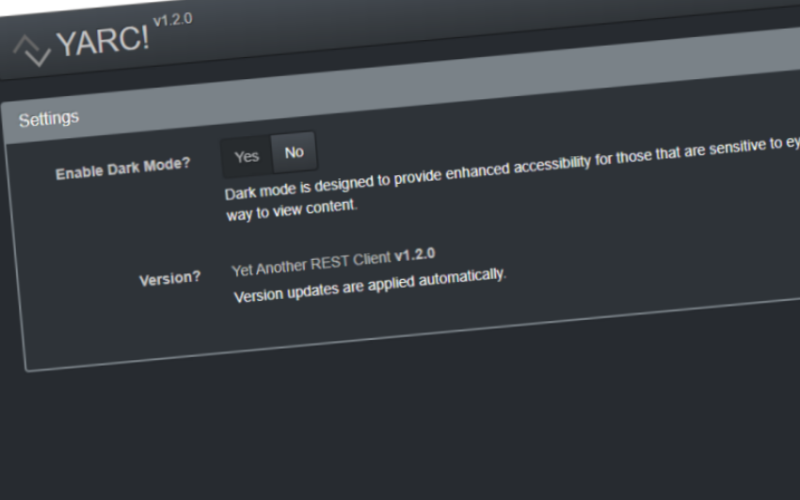 YARC! v1.2.0
Settings
Enable Dark Mode? Yes No
Dark mode is designed to provide enhanced accessibility for those that are sensitive to
way to view content.
Version? Yet Another REST Client v1.2.0
Version updates are applied automatically.